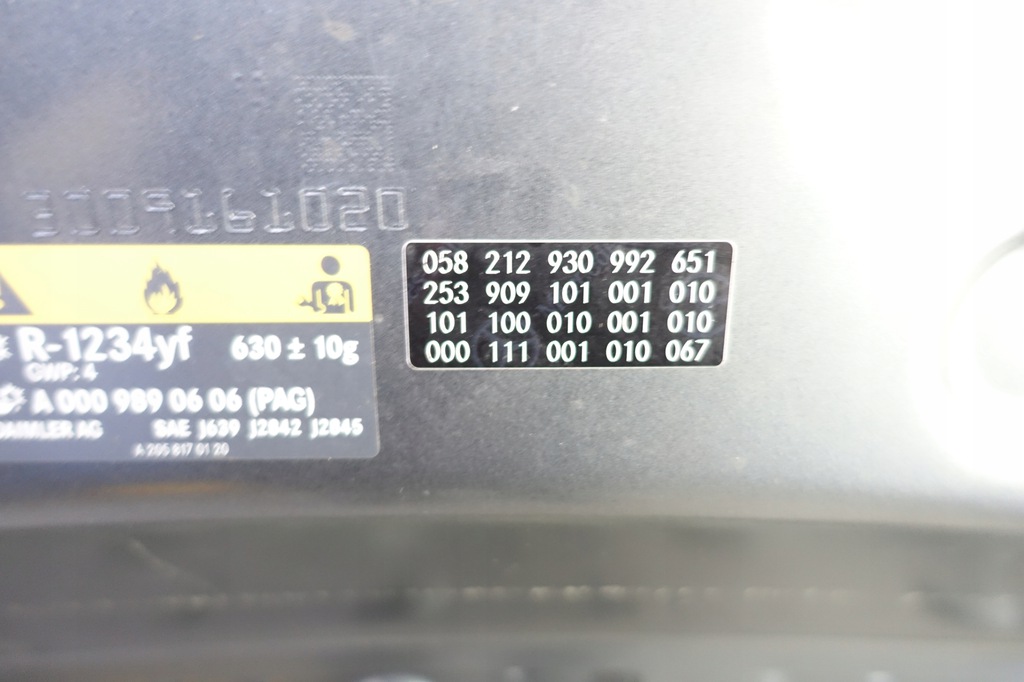 R-1234yf 630 ± 10g
GWP: 4
A 000 989 06 06 (PAG)
DAIMLER AG SAE J639 J2842 J2845
A 205 817 01 20
058 212 930 992 651
253 909 101 001 010
101 100 010 001 010
000 111 001 010 067